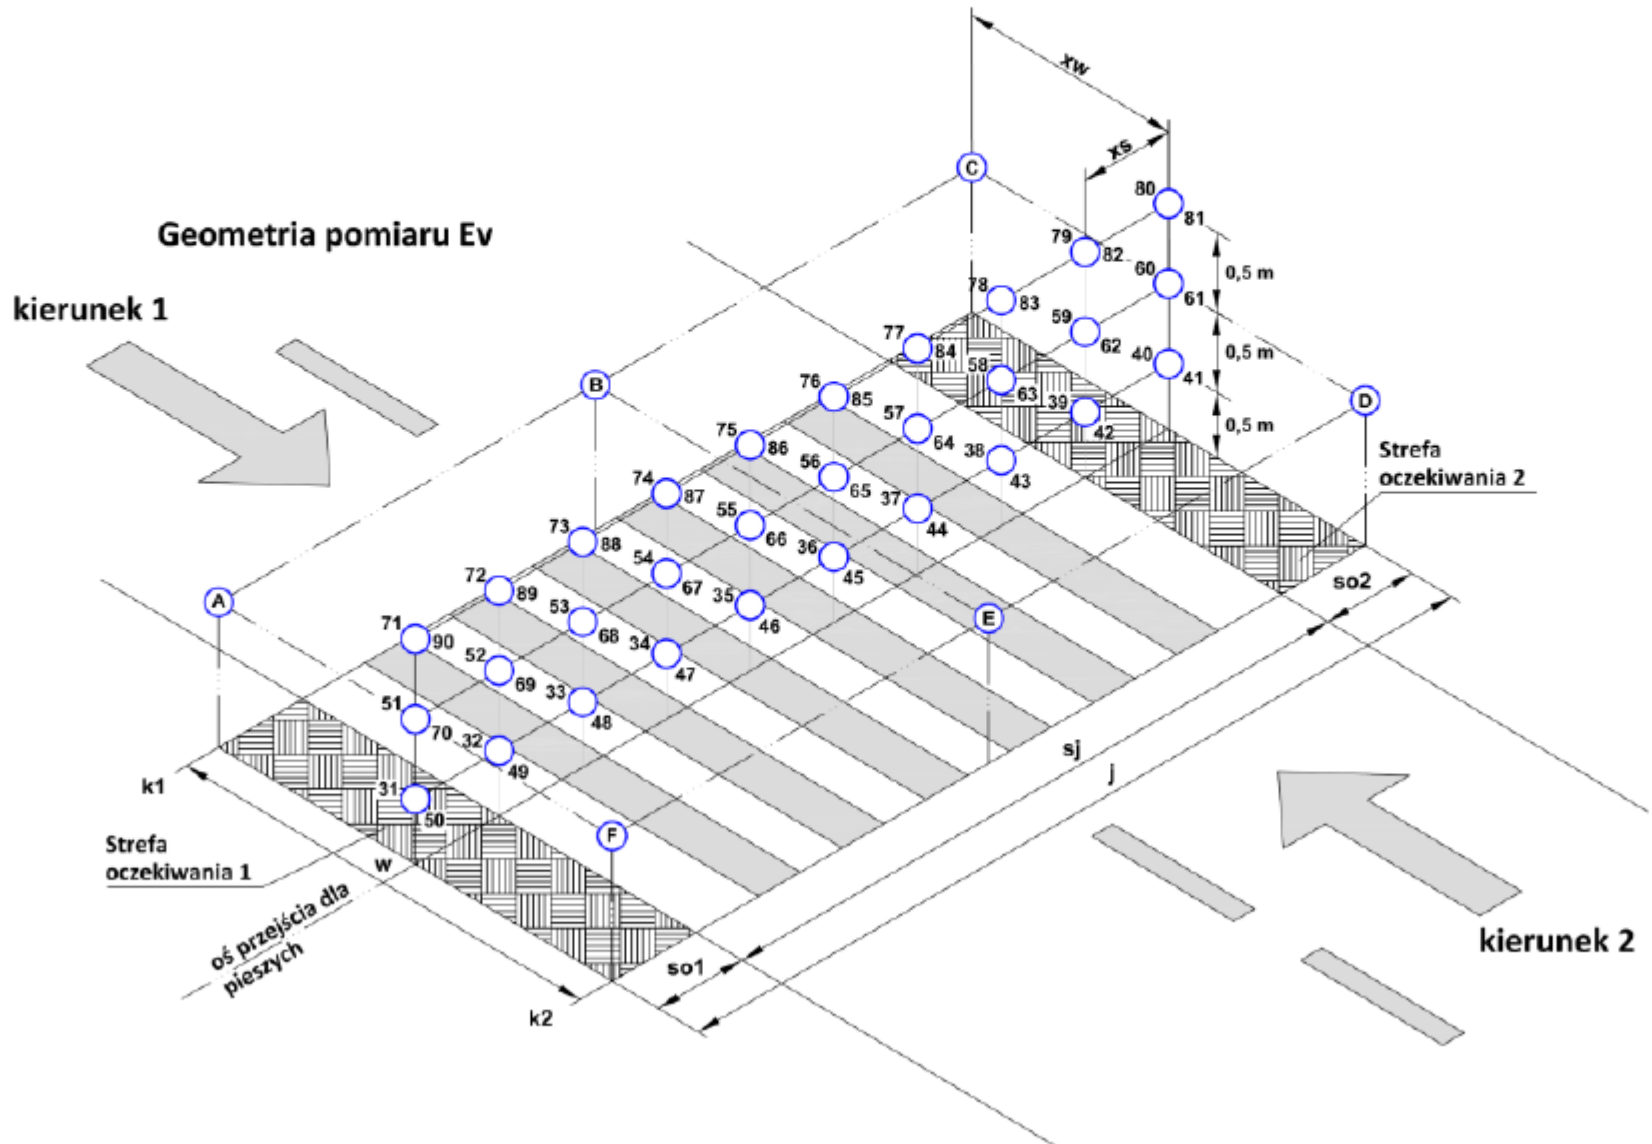 xw
xs
C
80
81
Geometria pomiaru Ev
79
82
0,5 m
60
61
78
83
kierunek 1
59
62
0,5 m
77
84
40
41
58
63
B
76
85
39
42
D
0,5 m
57
64
75
86
38
43
Strefa
oczekiwania 2
56
65
74
87
37
44
55
66
73
88
36
45
54
67
so2
72
89
35
46
A
53
68
E
71
90
34
47
52
69
33
48
51
70
32
49
sj
j
k1
31
50
F
Strefa
oczekiwania 1
w
oś przejścia dla
pieszych
so1
k2
kierunek 2